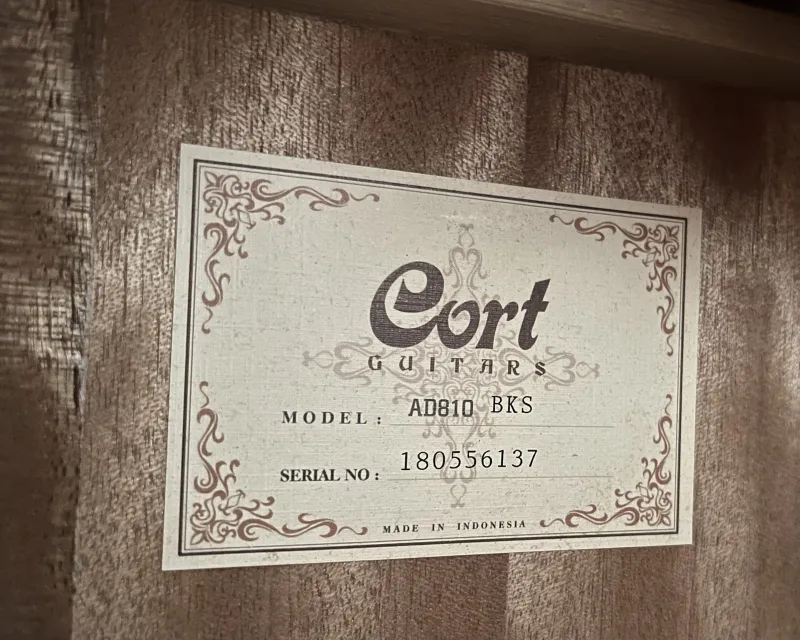 Cort
GUITARS
MODEL: AD810 BKS
SERIAL NO: 180556137
MADE IN INDONESIA